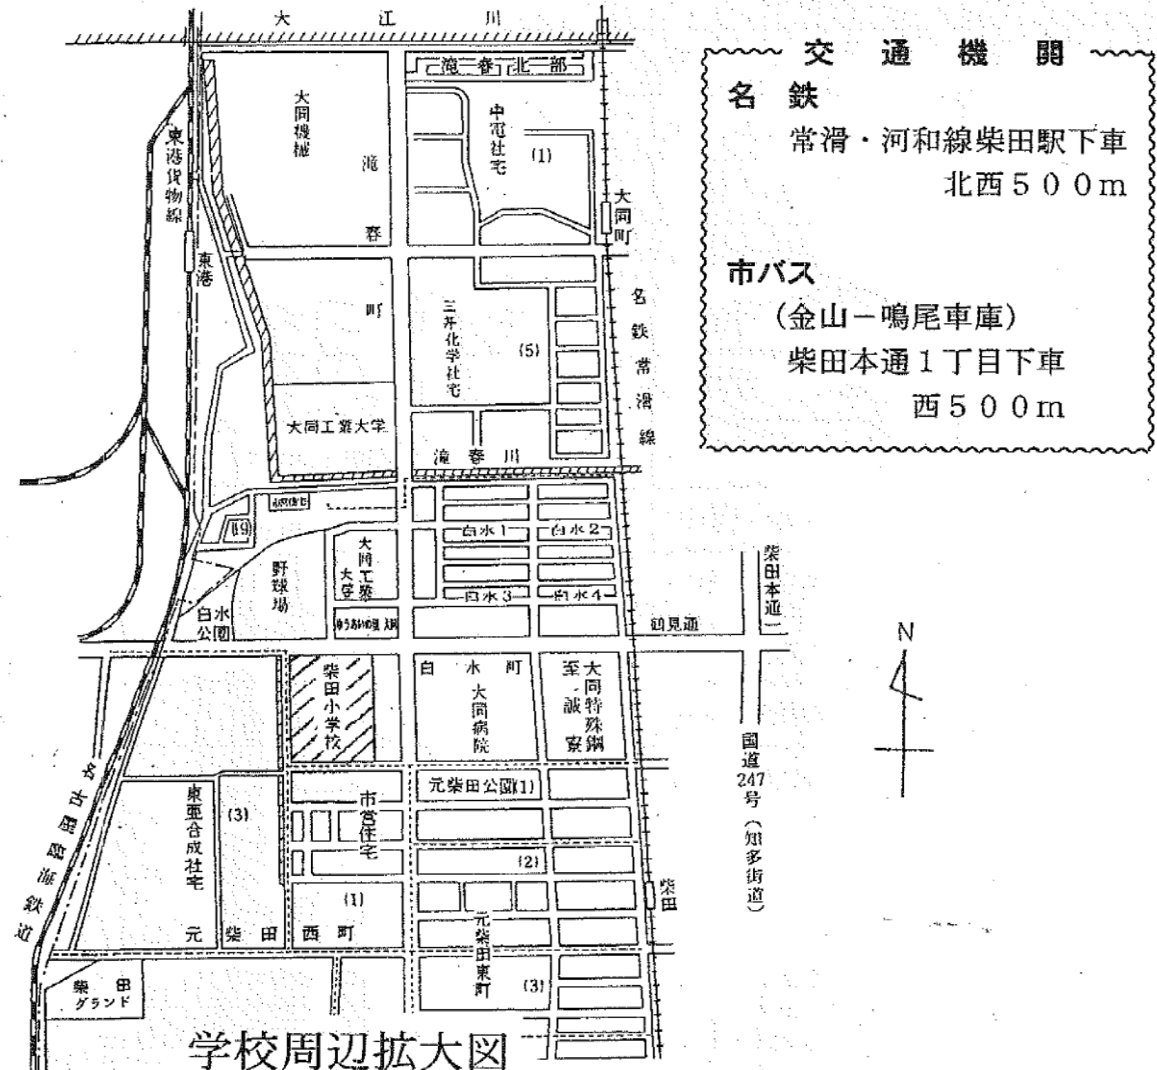 大江川
滝春北部
交通機関
名鉄
常滑・河和線柴田駅下車
北西500m
市バス
(金山－鳴尾車庫)
柴田本通1丁目下車
西500m
大同機械
滝春町
中電社宅
(1)
大同町
東港貨物線
東港
名鉄常滑線
三井化学社宅
(5)
大同工業大学
滝春川
白水1
白水2
白水3
白水4
大同工業大学
野球場
白水公園
鶴見通
柴田本通
柴田小学校
白水町
大同病院
大同特殊鋼
至誠寮
N
国道247号(知多街道)
元柴田公園(1)
市営住宅
東亜合成社宅
(3)
(2)
(1)
柴田
元柴田西町
元柴田東町
(3)
名古屋臨海鉄道
柴田
グランド
学校周辺拡大図